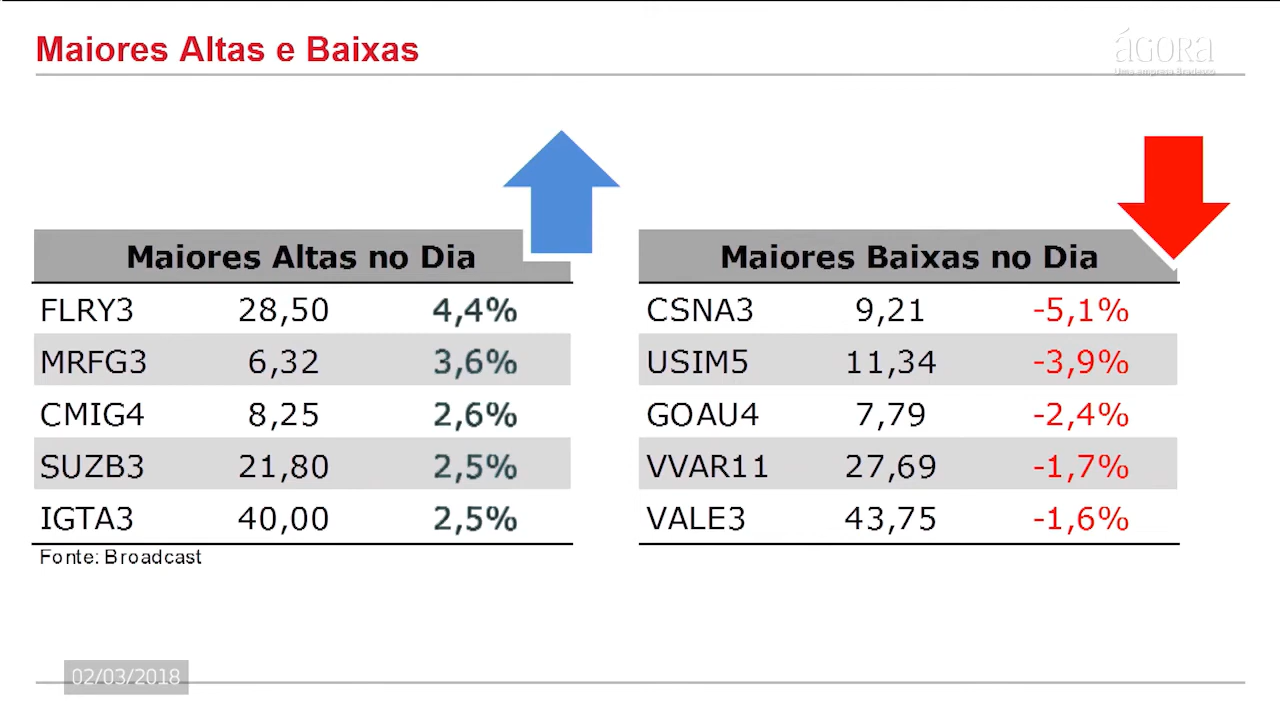 Maiores Altas e Baixas
ágora
Uma empresa Bradesco
Maiores Altas no Dia
FLRY3 28,50 4,4%
MRFG3 6,32 3,6%
CMIG4 8,25 2,6%
SUZB3 21,80 2,5%
IGTA3 40,00 2,5%
Fonte: Broadcast
Maiores Baixas no Dia
CSNA3 9,21 -5,1%
USIM5 11,34 -3,9%
GOAU4 7,79 -2,4%
VVAR11 27,69 -1,7%
VALE3 43,75 -1,6%
02/03/2018